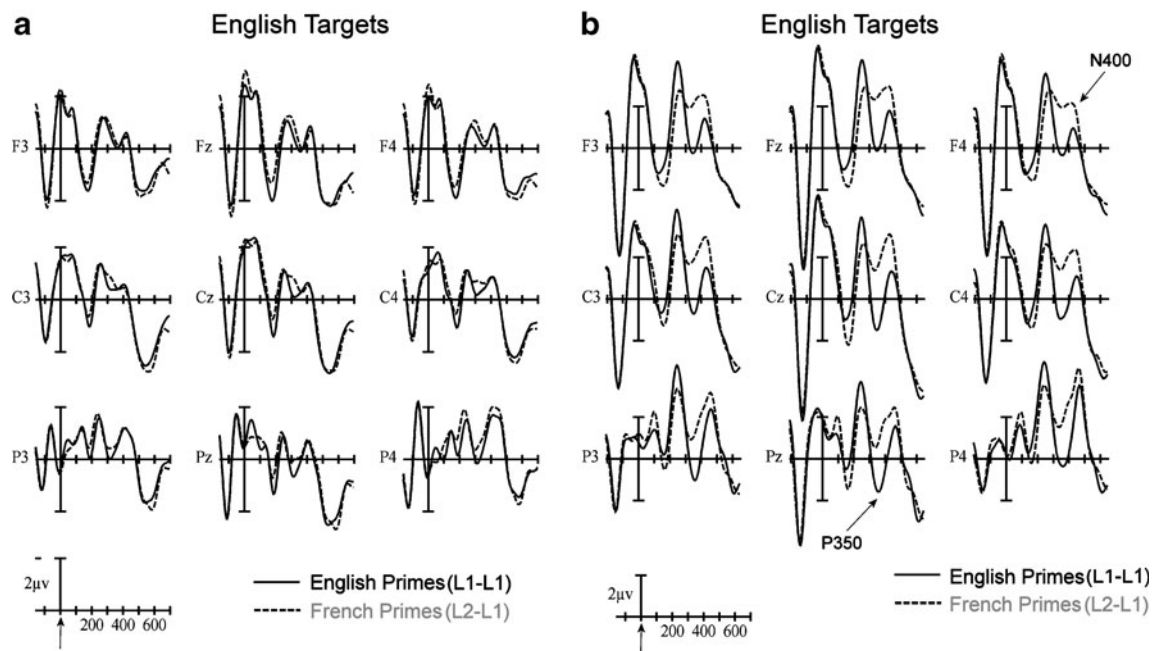 a
English Targets
F3
Fz
F4
C3
Cz
C4
P3
Pz
P4
2μv
200 400 600
English Primes (L1-L1)
French Primes (L2-L1)
b
English Targets
N400
F3
Fz
F4
C3
Cz
C4
P3
Pz
P4
P350
2μv
200 400 600
English Primes (L1-L1)
French Primes (L2-L1)